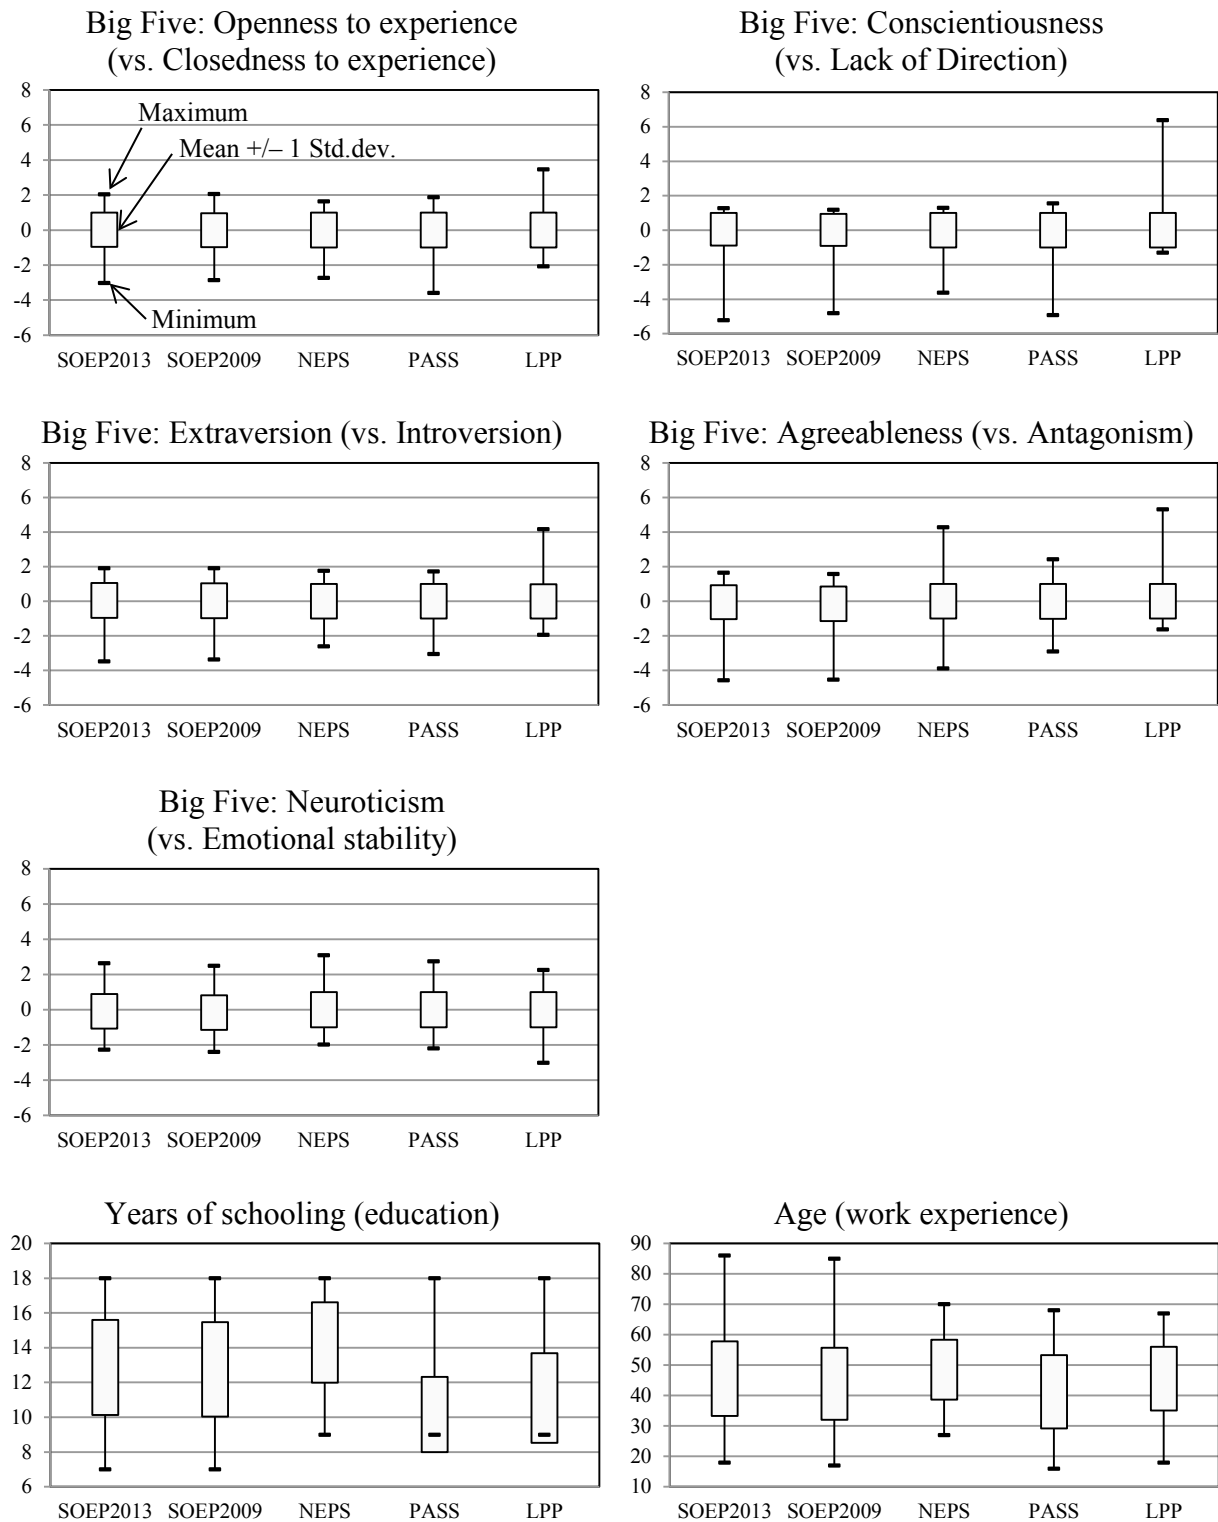 Big Five: Openness to experience
(vs. Closedness to experience)
8
6
4
2
0
-2
-4
-6
Maximum
Mean +/– 1 Std.dev.
Minimum
SOEP2013 SOEP2009 NEPS PASS LPP
Big Five: Conscientiousness
(vs. Lack of Direction)
8
6
4
2
0
-2
-4
-6
SOEP2013 SOEP2009 NEPS PASS LPP
Big Five: Extraversion (vs. Introversion)
8
6
4
2
0
-2
-4
-6
SOEP2013 SOEP2009 NEPS PASS LPP
Big Five: Agreeableness (vs. Antagonism)
8
6
4
2
0
-2
-4
-6
SOEP2013 SOEP2009 NEPS PASS LPP
Big Five: Neuroticism
(vs. Emotional stability)
8
6
4
2
0
-2
-4
-6
SOEP2013 SOEP2009 NEPS PASS LPP
Years of schooling (education)
20
18
16
14
12
10
8
6
SOEP2013 SOEP2009 NEPS PASS LPP
Age (work experience)
90
80
70
60
50
40
30
20
10
SOEP2013 SOEP2009 NEPS PASS LPP